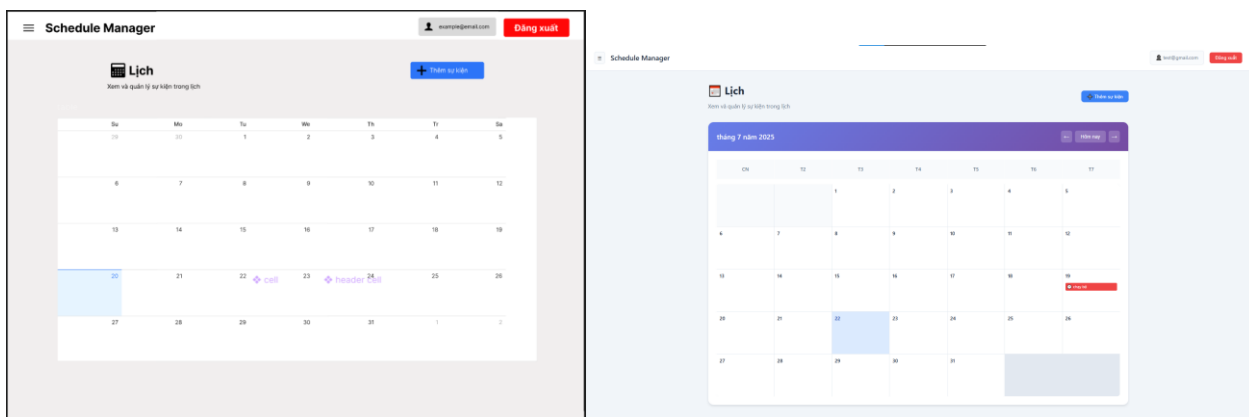 Schedule Manager
example@email.com
Đăng xuất
Lịch
Thêm sự kiện
Xem và quản lý sự kiện trong lịch
Su Mo Tu We Th Tr Sa
29 30 1 2 3 4 5
6 7 8 9 10 11 12
13 14 15 16 17 18 19
20 21 22 23 24 25 26
cell header cell
27 28 29 30 31 1 2
Schedule Manager
test@gmail.com
Đăng xuất
Lịch
Thêm sự kiện
Xem và quản lý sự kiện trong lịch
tháng 7 năm 2025
← Hôm nay →
CN T2 T3 T4 T5 T6 T7
1 2 3 4 5
6 7 8 9 10 11 12
13 14 15 16 17 18 19
20 21 22 23 24 25 26
27 28 29 30 31